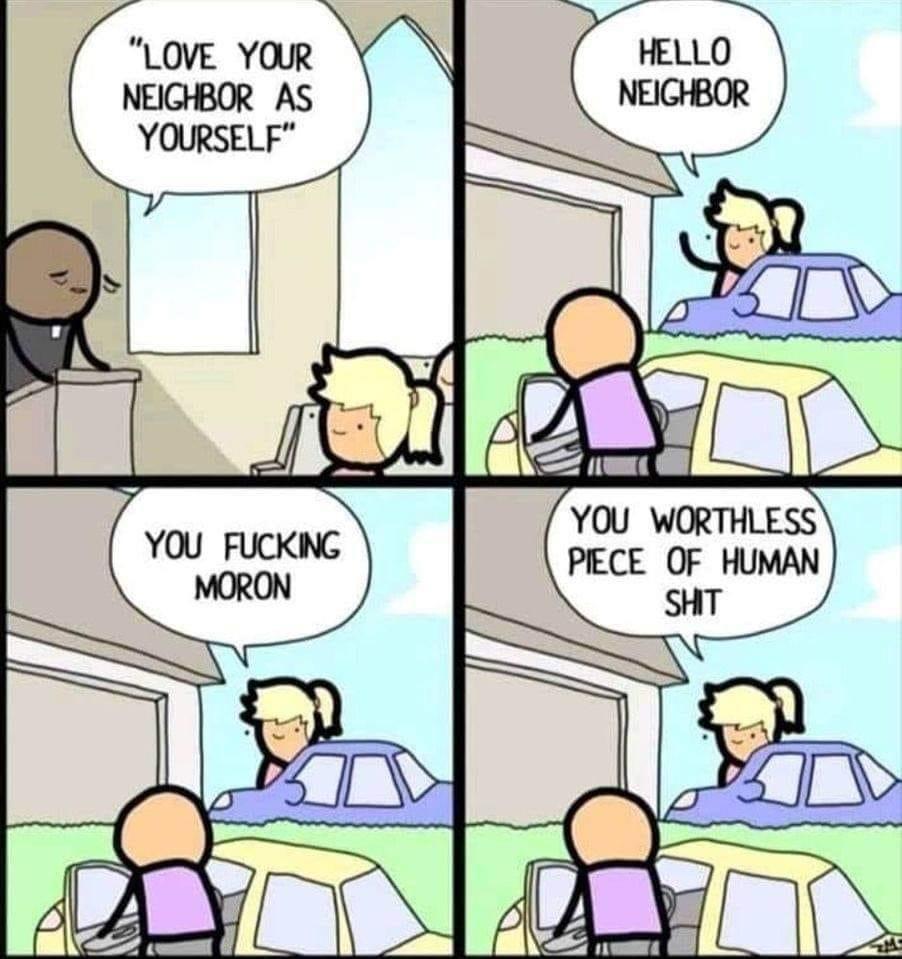 "LOVE YOUR
NEIGHBOR AS
YOURSELF"
HELLO
NEIGHBOR
YOU FUCKING
MORON
YOU WORTHLESS
PIECE OF HUMAN
SHIT